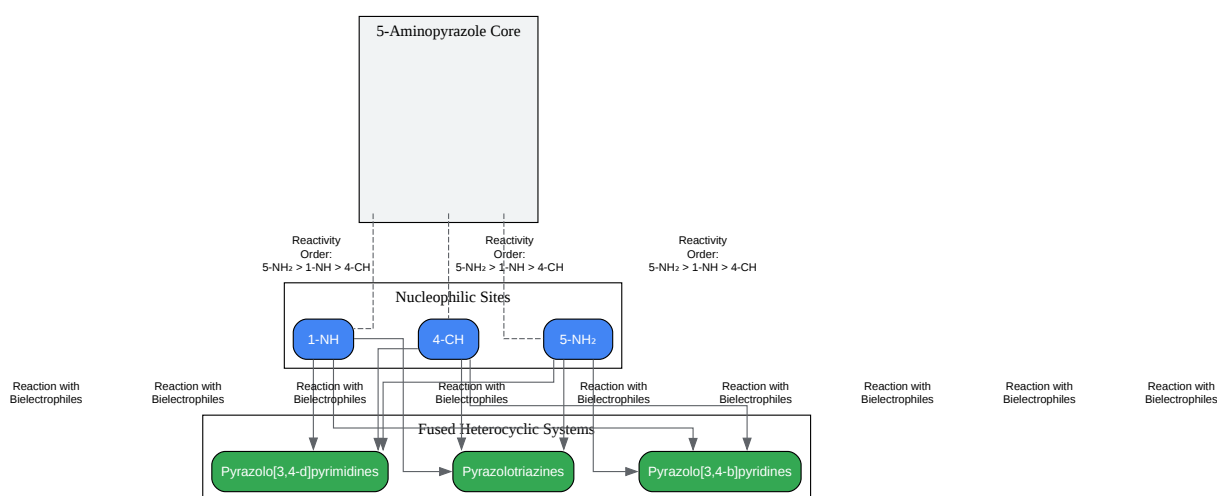 5-Aminopyrazole Core
Reactivity
Order:
5-NH₂ > 1-NH > 4-CH
Reactivity
Order:
5-NH₂ > 1-NH > 4-CH
Reactivity
Order:
5-NH₂ > 1-NH > 4-CH
Nucleophilic Sites
1-NH
4-CH
5-NH₂
Reaction with
Bielectrophiles
Reaction with
Bielectrophiles
Reaction with
Bielectrophiles
Reaction with
Bielectrophiles
Reaction with
Bielectrophiles
Reaction with
Bielectrophiles
Reaction with
Bielectrophiles
Reaction with
Bielectrophiles
Reaction with
Bielectrophiles
Fused Heterocyclic Systems
Pyrazolo[3,4-d]pyrimidines
Pyrazolotriazines
Pyrazolo[3,4-b]pyridines